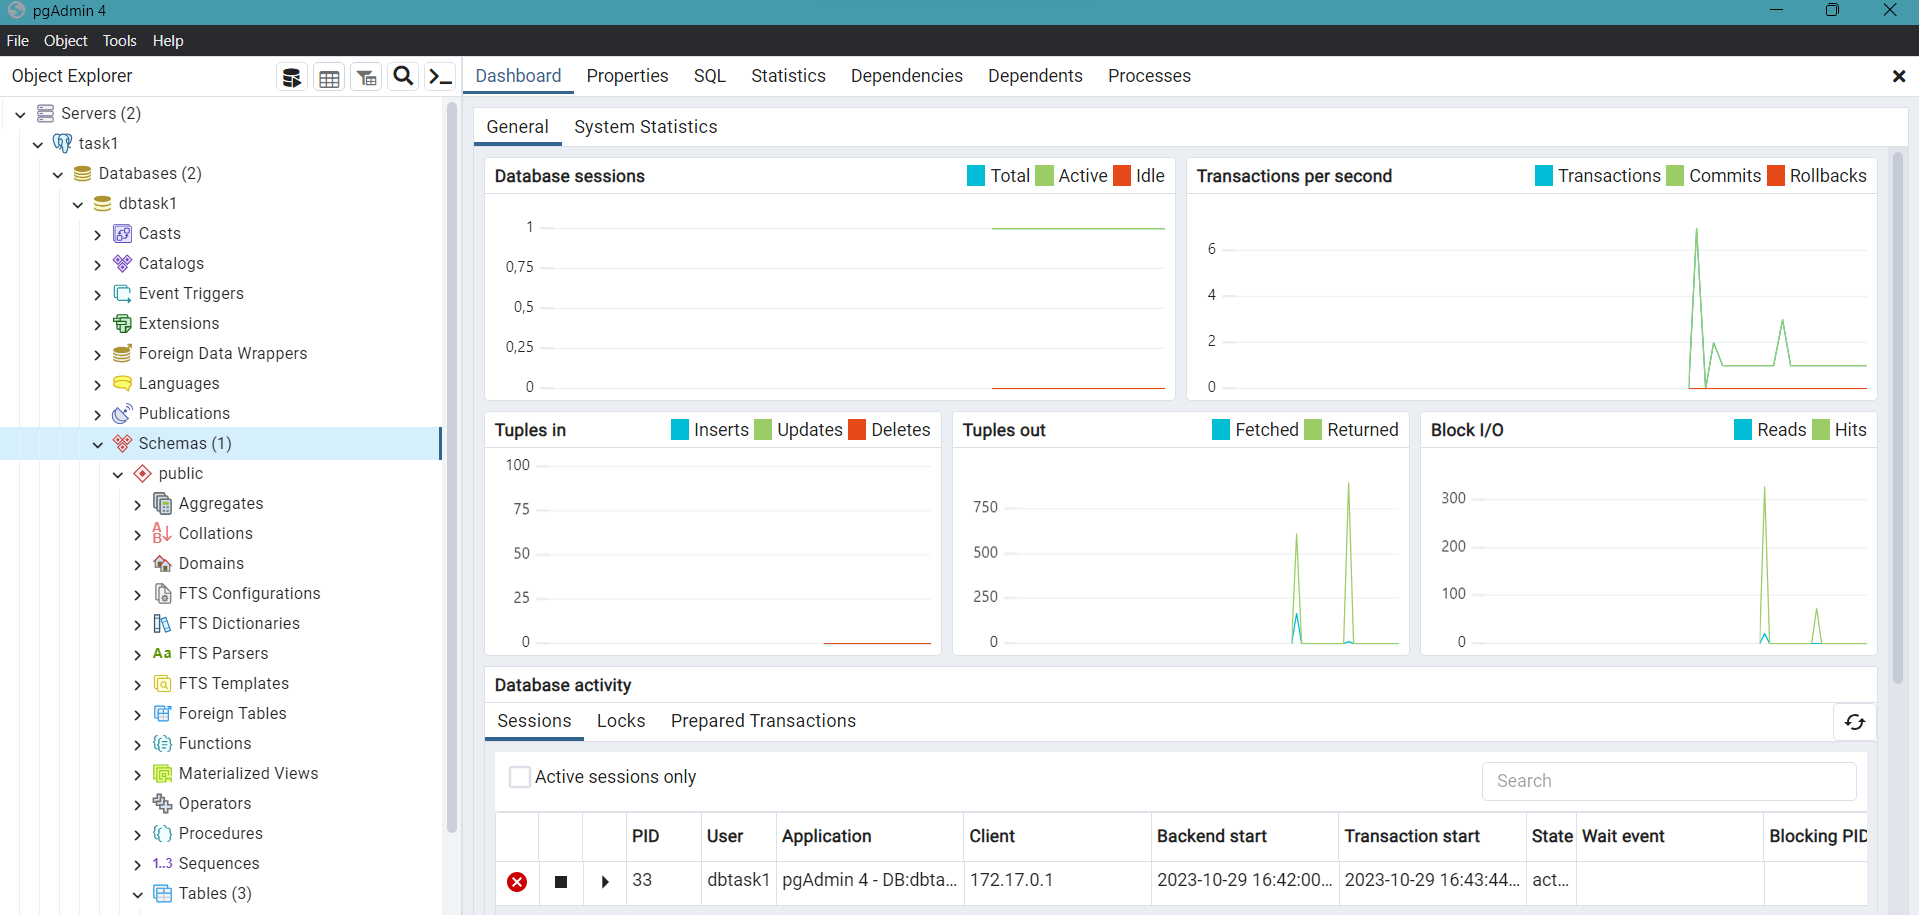 pgAdmin 4
File Object Tools Help
Object Explorer
Dashboard Properties SQL Statistics Dependencies Dependents Processes
Servers (2)
task1
Databases (2)
dbtask1
Casts
Catalogs
Event Triggers
Extensions
Foreign Data Wrappers
Languages
Publications
Schemas (1)
public
Aggregates
Collations
Domains
FTS Configurations
FTS Dictionaries
Aa FTS Parsers
FTS Templates
Foreign Tables
Functions
Materialized Views
Operators
Procedures
1..3 Sequences
Tables (3)
General System Statistics
Database sessions Total Active Idle
1
0,75
0,5
0,25
0
Transactions per second Transactions Commits Rollbacks
6
4
2
0
Tuples in Inserts Updates Deletes
100
75
50
25
0
Tuples out Fetched Returned
750
500
250
0
Block I/O Reads Hits
300
200
100
0
Database activity
Sessions Locks Prepared Transactions
Active sessions only
Search
PID User Application Client Backend start Transaction start State Wait event Blocking PID
33 dbtask1 pgAdmin 4 - DB:dbta... 172.17.0.1 2023-10-29 16:42:00... 2023-10-29 16:43:44... act...